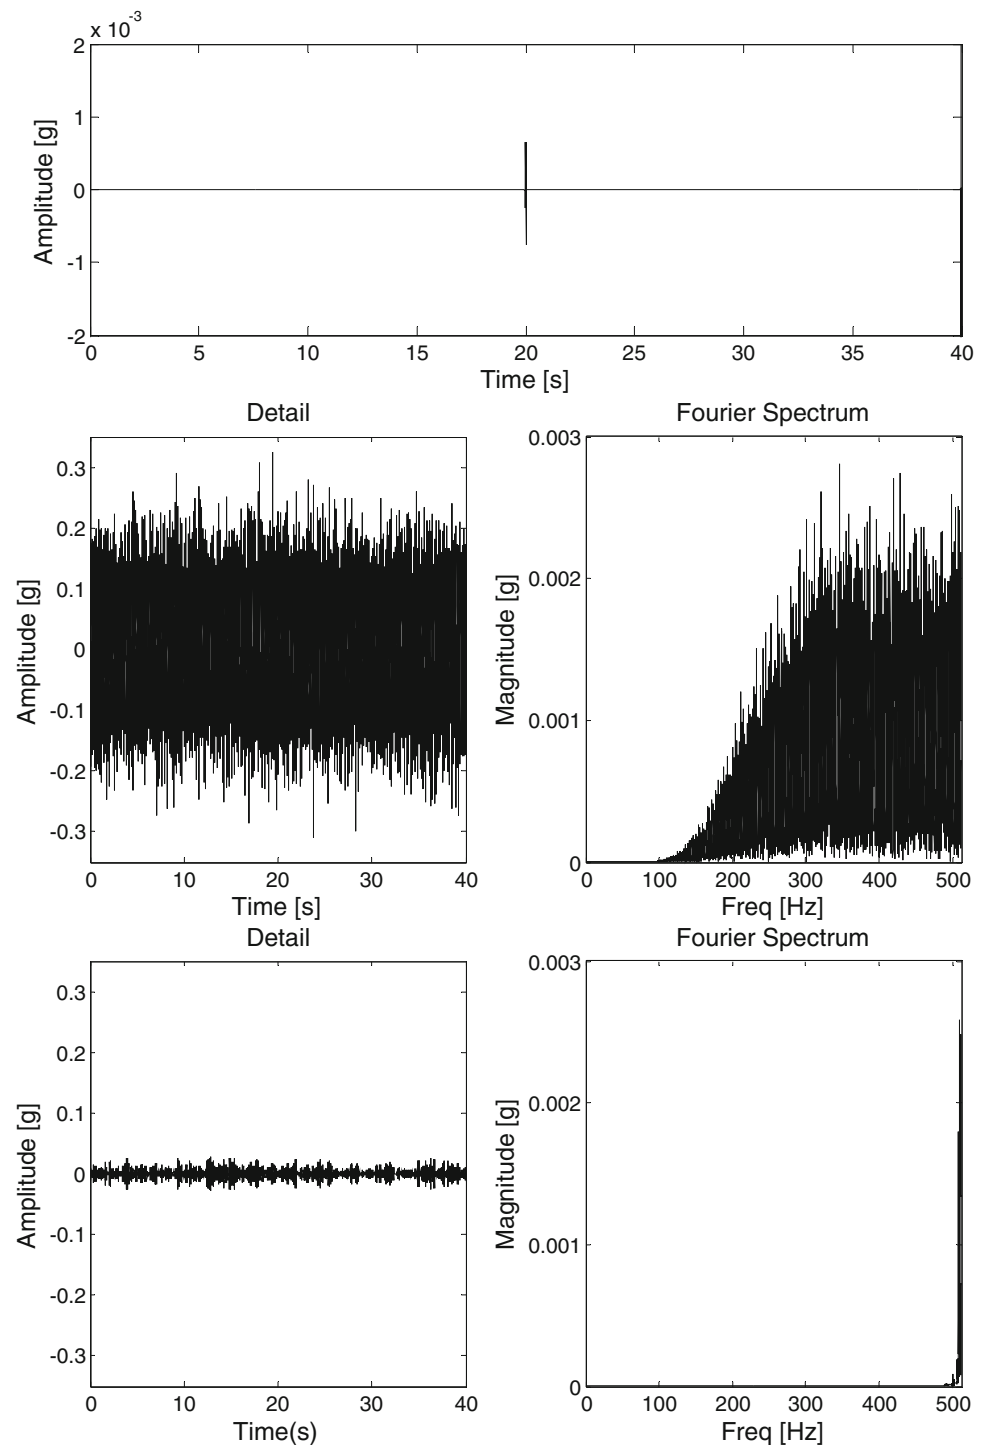 x 10^-3
2
1
0
-1
-2
Amplitude [g]
0 5 10 15 20 25 30 35 40
Time [s]
Detail
0.3
0.2
0.1
0
-0.1
-0.2
-0.3
Amplitude [g]
0 10 20 30 40
Time [s]
Fourier Spectrum
0.003
0.002
0.001
0
Magnitude [g]
0 100 200 300 400 500
Freq [Hz]
Detail
0.3
0.2
0.1
0
-0.1
-0.2
-0.3
Amplitude [g]
0 10 20 30 40
Time(s)
Fourier Spectrum
0.003
0.002
0.001
0
Magnitude [g]
0 100 200 300 400 500
Freq [Hz]